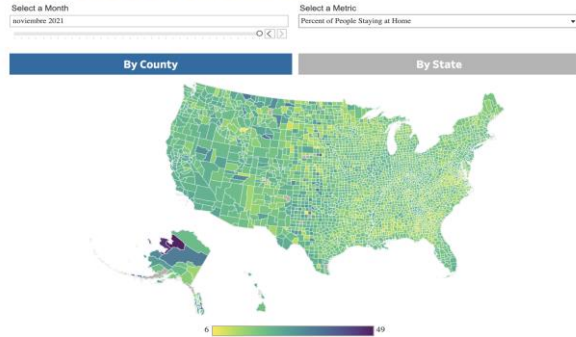 Select a Month
Select a Metric
noviembre 2021
Percent of People Staying at Home
By County
By State
6
49